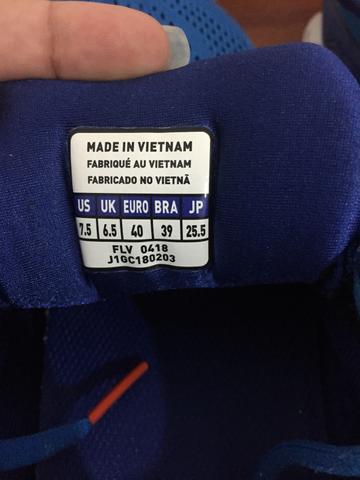 MADE IN VIETNAM
FABRIQUÉ AU VIETNAM
FABRICADO NO VIETNÃ
US UK EURO BRA JP
7.5 6.5 40 39 25.5
FLV 0418
J1GC180203